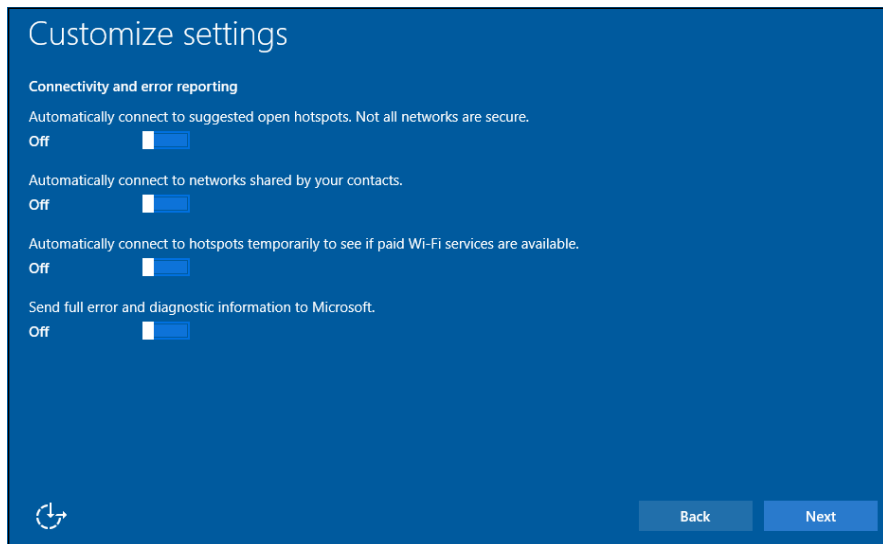 Customize settings
Connectivity and error reporting
Automatically connect to suggested open hotspots. Not all networks are secure.
Off
Automatically connect to networks shared by your contacts.
Off
Automatically connect to hotspots temporarily to see if paid Wi-Fi services are available.
Off
Send full error and diagnostic information to Microsoft.
Off
Back Next